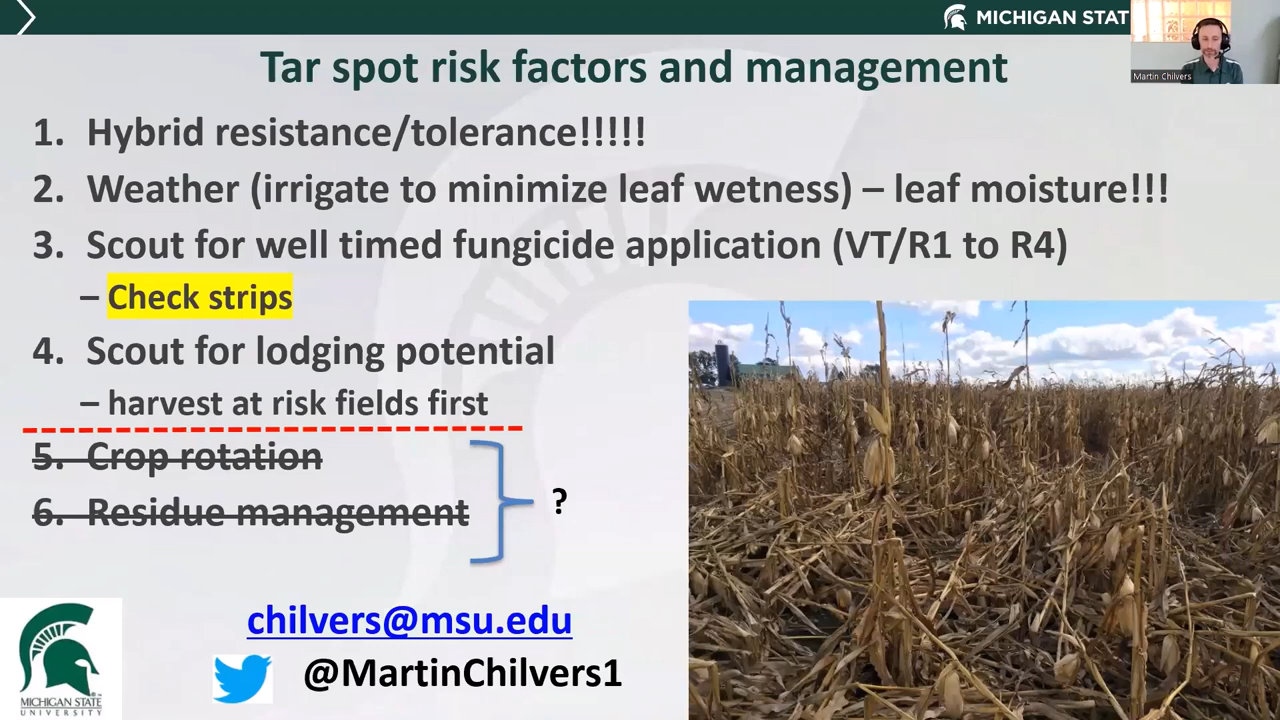 MICHIGAN STAT
Martin Chilvers
Tar spot risk factors and management
1. Hybrid resistance/tolerance!!!!!
2. Weather (irrigate to minimize leaf wetness) – leaf moisture!!!
3. Scout for well timed fungicide application (VT/R1 to R4)
– Check strips
4. Scout for lodging potential
– harvest at risk fields first
5. Crop rotation
6. Residue management
?
chilvers@msu.edu
@MartinChilvers1
MICHIGAN STATE
UNIVERSITY